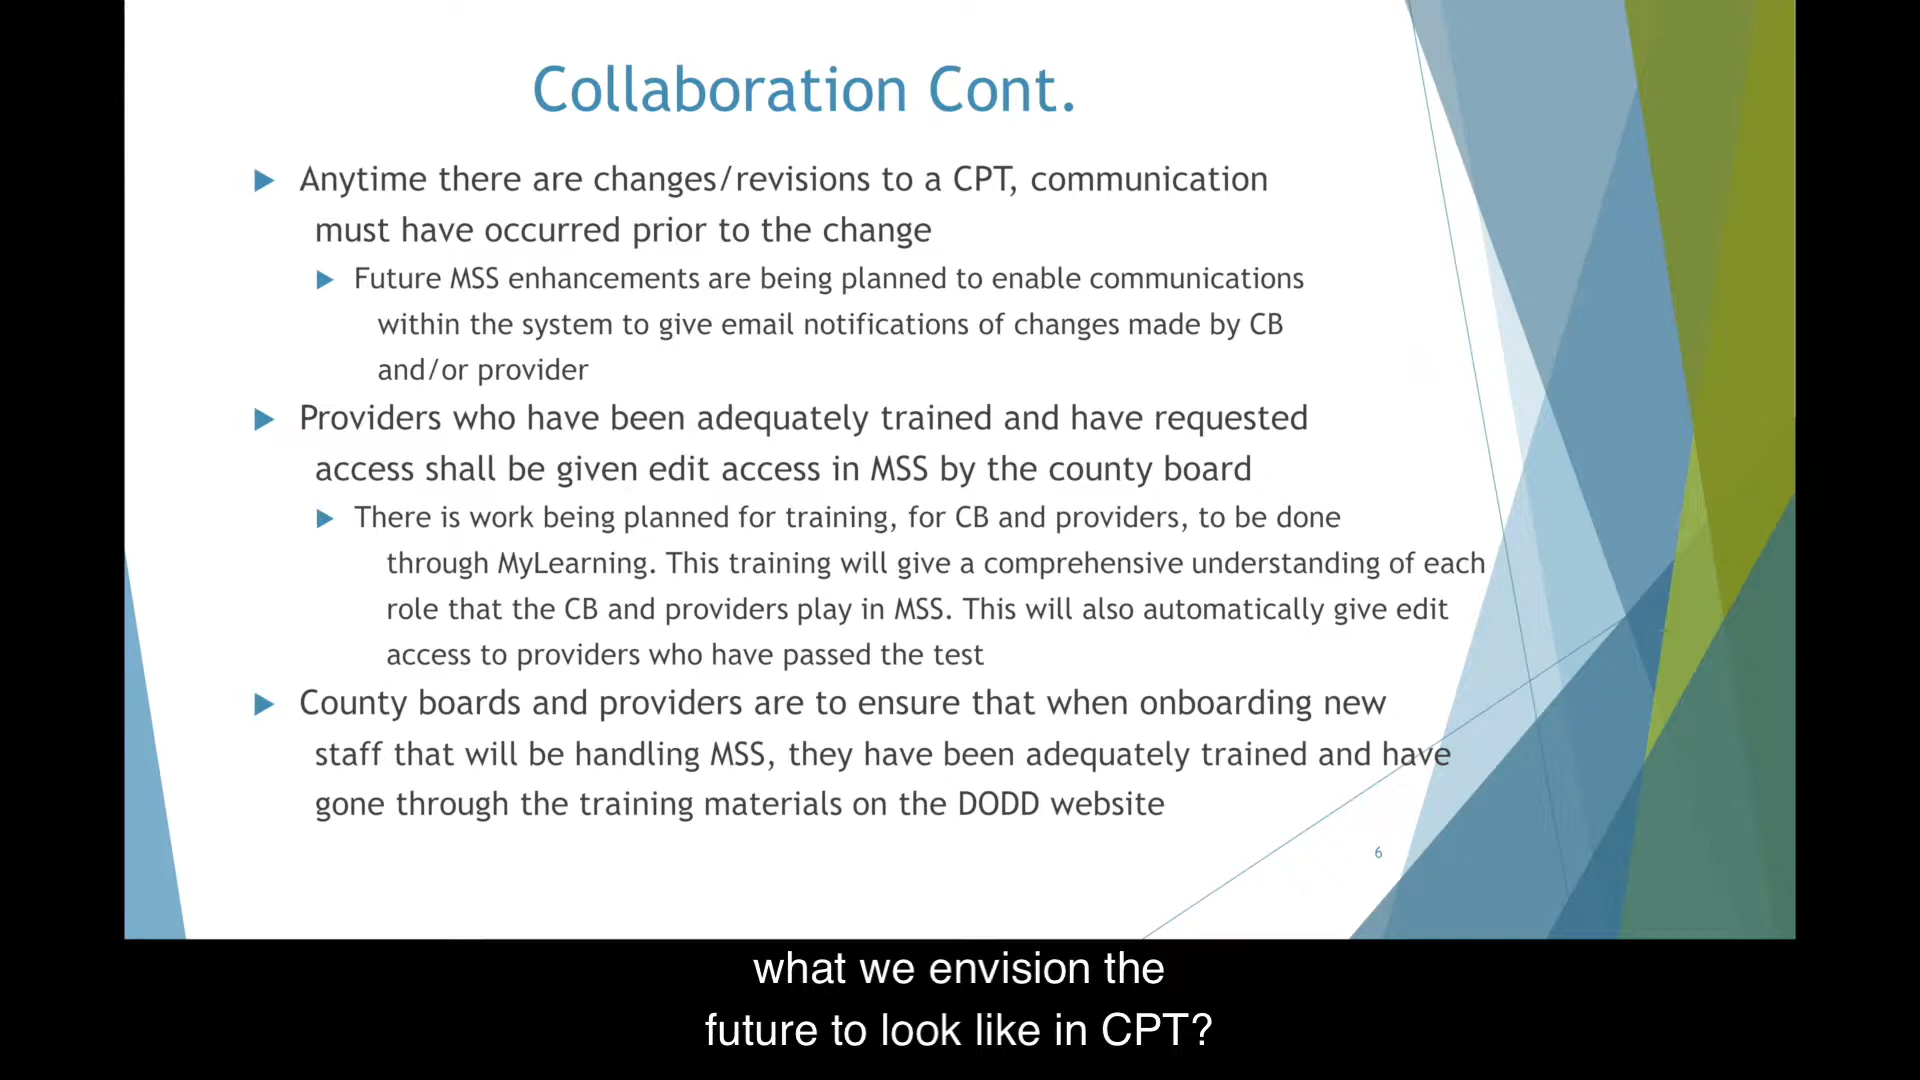 Collaboration Cont.
Anytime there are changes/revisions to a CPT, communication
must have occurred prior to the change
Future MSS enhancements are being planned to enable communications
within the system to give email notifications of changes made by CB
and/or provider
Providers who have been adequately trained and have requested
access shall be given edit access in MSS by the county board
There is work being planned for training, for CB and providers, to be done
through MyLearning. This training will give a comprehensive understanding of each
role that the CB and providers play in MSS. This will also automatically give edit
access to providers who have passed the test
County boards and providers are to ensure that when onboarding new
staff that will be handling MSS, they have been adequately trained and have
gone through the training materials on the DODD website
6
what we envision the
future to look like in CPT?